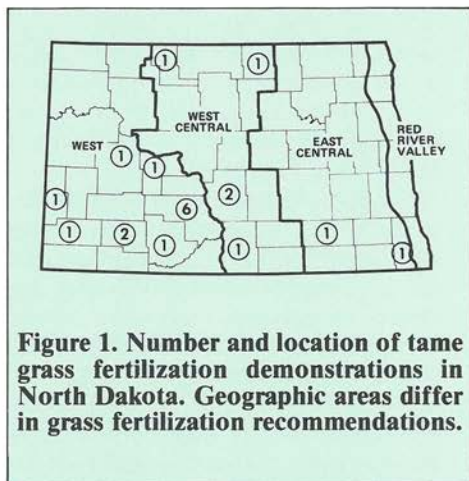 1
1
WEST
CENTRAL
RED
RIVER
VALLEY
EAST
CENTRAL
WEST
1
1
2
1
6
1
2
1
1
1
1
Figure 1. Number and location of tame
grass fertilization demonstrations in
North Dakota. Geographic areas differ
in grass fertilization recommendations.